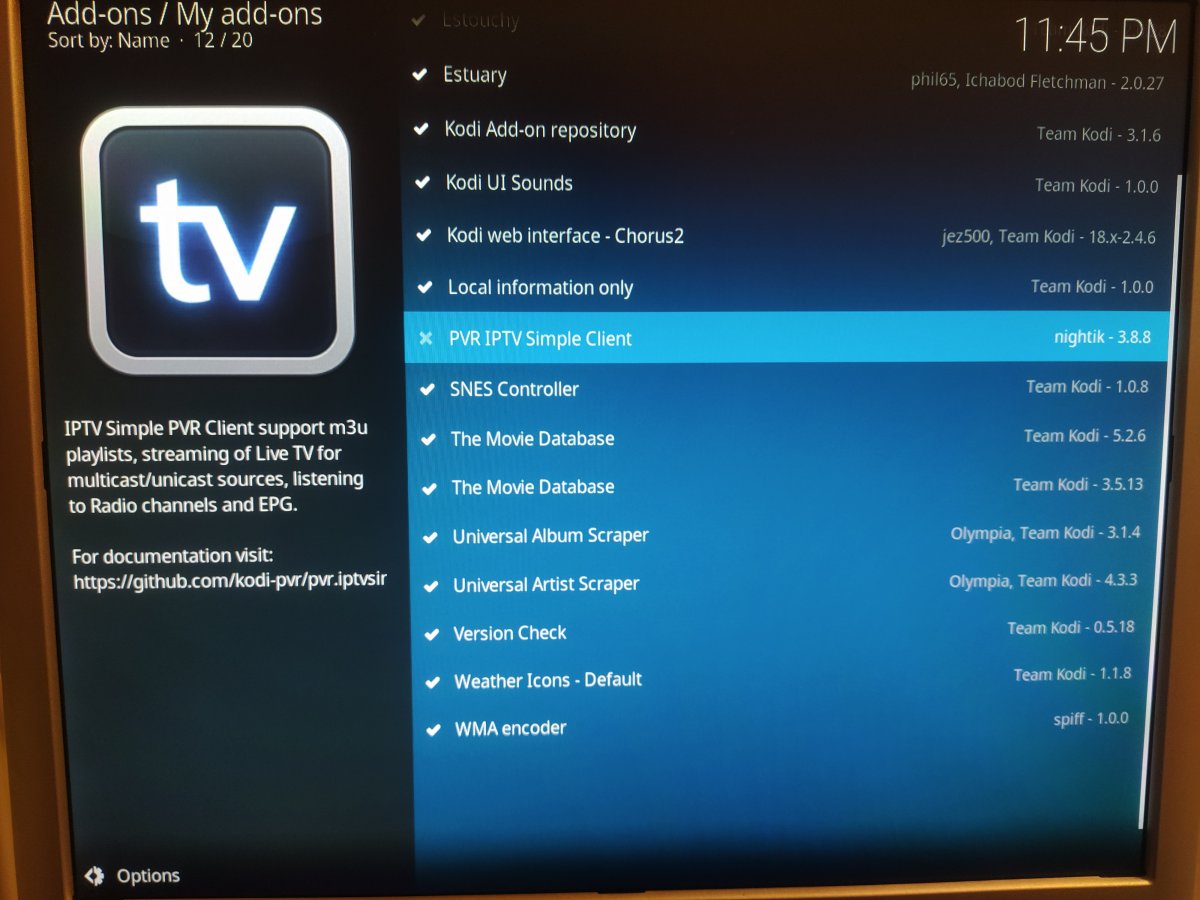 Add-ons / My add-ons
Sort by: Name · 12 / 20
11:45 PM
tv
IPTV Simple PVR Client support m3u
playlists, streaming of Live TV for
multicast/unicast sources, listening
to Radio channels and EPG.
For documentation visit:
https://github.com/kodi-pvr/pvr.iptvsir
Options
Estouchy
Estuary phil65, Ichabod Fletchman - 2.0.27
Kodi Add-on repository Team Kodi - 3.1.6
Kodi UI Sounds Team Kodi - 1.0.0
Kodi web interface - Chorus2 jez500, Team Kodi - 18.x-2.4.6
Local information only Team Kodi - 1.0.0
PVR IPTV Simple Client nightik - 3.8.8
SNES Controller Team Kodi - 1.0.8
The Movie Database Team Kodi - 5.2.6
The Movie Database Team Kodi - 3.5.13
Universal Album Scraper Olympia, Team Kodi - 3.1.4
Universal Artist Scraper Olympia, Team Kodi - 4.3.3
Version Check Team Kodi - 0.5.18
Weather Icons - Default Team Kodi - 1.1.8
WMA encoder spiff - 1.0.0